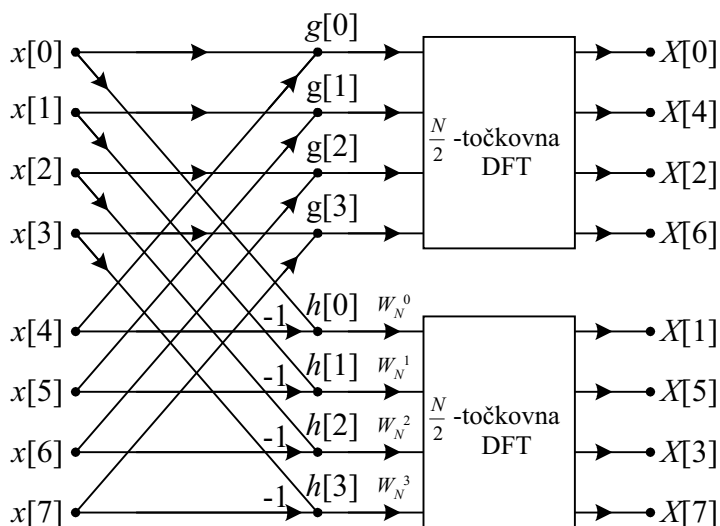 x[0] g[0] X[0]
x[1] g[1] X[4]
x[2] g[2] X[2]
x[3] g[3] X[6]
N/2 -točkovna
DFT
x[4] -1 h[0] W_N^0 X[1]
x[5] -1 h[1] W_N^1 X[5]
x[6] -1 h[2] W_N^2 X[3]
x[7] -1 h[3] W_N^3 X[7]
N/2 -točkovna
DFT